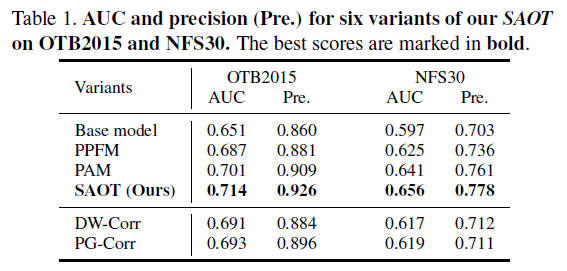 Table 1. AUC and precision (Pre.) for six variants of our SAOT
on OTB2015 and NFS30. The best scores are marked in bold.
Variants OTB2015 NFS30
AUC Pre. AUC Pre.
Base model 0.651 0.860 0.597 0.703
PPFM 0.687 0.881 0.625 0.736
PAM 0.701 0.909 0.641 0.761
SAOT (Ours) 0.714 0.926 0.656 0.778
DW-Corr 0.691 0.884 0.617 0.712
PG-Corr 0.693 0.896 0.619 0.711